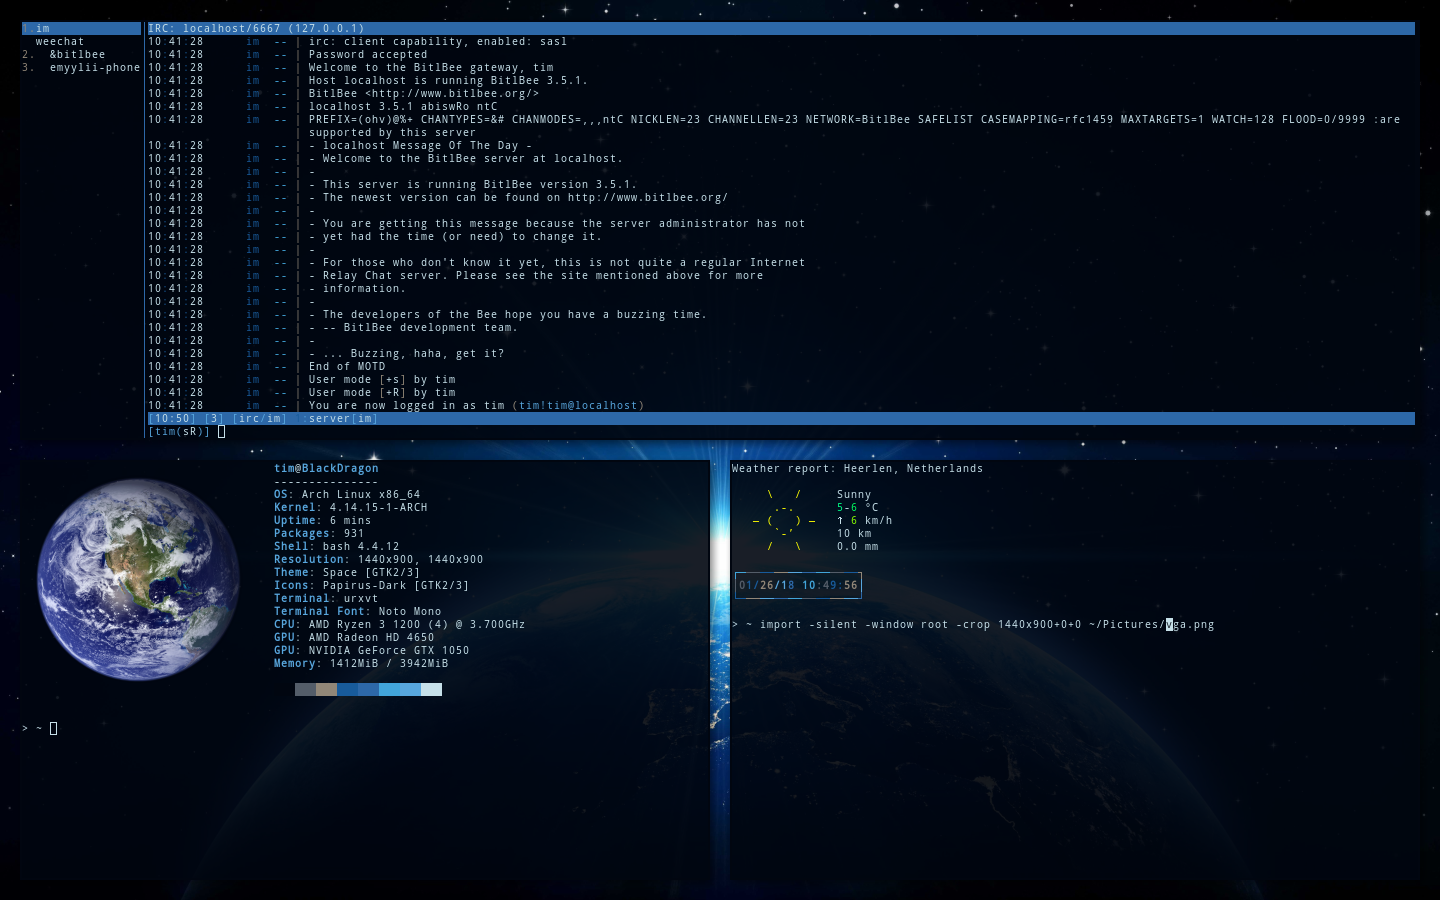 1.im
weechat
2. &bitlbee
3. emyylii-phone
IRC: localhost/6667 (127.0.0.1)
10:41:28 im -- | irc: client capability, enabled: sasl
10:41:28 im -- | Password accepted
10:41:28 im -- | Welcome to the BitlBee gateway, tim
10:41:28 im -- | Host localhost is running BitlBee 3.5.1.
10:41:28 im -- | BitlBee <http://www.bitlbee.org/>
10:41:28 im -- | localhost 3.5.1 abiswRo ntC
10:41:28 im -- | PREFIX=(ohv)@%+ CHANTYPES=&# CHANMODES=,,,ntC NICKLEN=23 CHANNELLEN=23 NETWORK=BitlBee SAFELIST CASEMAPPING=rfc1459 MAXTARGETS=1 WATCH=128 FLOOD=0/9999 :are
| supported by this server
10:41:28 im -- | - localhost Message Of The Day -
10:41:28 im -- | - Welcome to the BitlBee server at localhost.
10:41:28 im -- | -
10:41:28 im -- | - This server is running BitlBee version 3.5.1.
10:41:28 im -- | - The newest version can be found on http://www.bitlbee.org/
10:41:28 im -- | -
10:41:28 im -- | - You are getting this message because the server administrator has not
10:41:28 im -- | - yet had the time (or need) to change it.
10:41:28 im -- | -
10:41:28 im -- | - For those who don't know it yet, this is not quite a regular Internet
10:41:28 im -- | - Relay Chat server. Please see the site mentioned above for more
10:41:28 im -- | - information.
10:41:28 im -- | -
10:41:28 im -- | - The developers of the Bee hope you have a buzzing time.
10:41:28 im -- | - -- BitlBee development team.
10:41:28 im -- | -
10:41:28 im -- | - ... Buzzing, haha, get it?
10:41:28 im -- | End of MOTD
10:41:28 im -- | User mode [+s] by tim
10:41:28 im -- | User mode [+R] by tim
10:41:28 im -- | You are now logged in as tim (tim!tim@localhost)
[10:50] [3] [irc/im] :server[im]
[tim(sR)]
tim@BlackDragon
---------------
OS: Arch Linux x86_64
Kernel: 4.14.15-1-ARCH
Uptime: 6 mins
Packages: 931
Shell: bash 4.4.12
Resolution: 1440x900, 1440x900
Theme: Space [GTK2/3]
Icons: Papirus-Dark [GTK2/3]
Terminal: urxvt
Terminal Font: Noto Mono
CPU: AMD Ryzen 3 1200 (4) @ 3.700GHz
GPU: AMD Radeon HD 4650
GPU: NVIDIA GeForce GTX 1050
Memory: 1412MiB / 3942MiB
> ~
Weather report: Heerlen, Netherlands
\ / Sunny
.-. 5-6 °C
― ( ) ― ↑ 6 km/h
`-' 10 km
/ \ 0.0 mm
01/26/18 10:49:56
> ~ import -silent -window root -crop 1440x900+0+0 ~/Pictures/vga.png